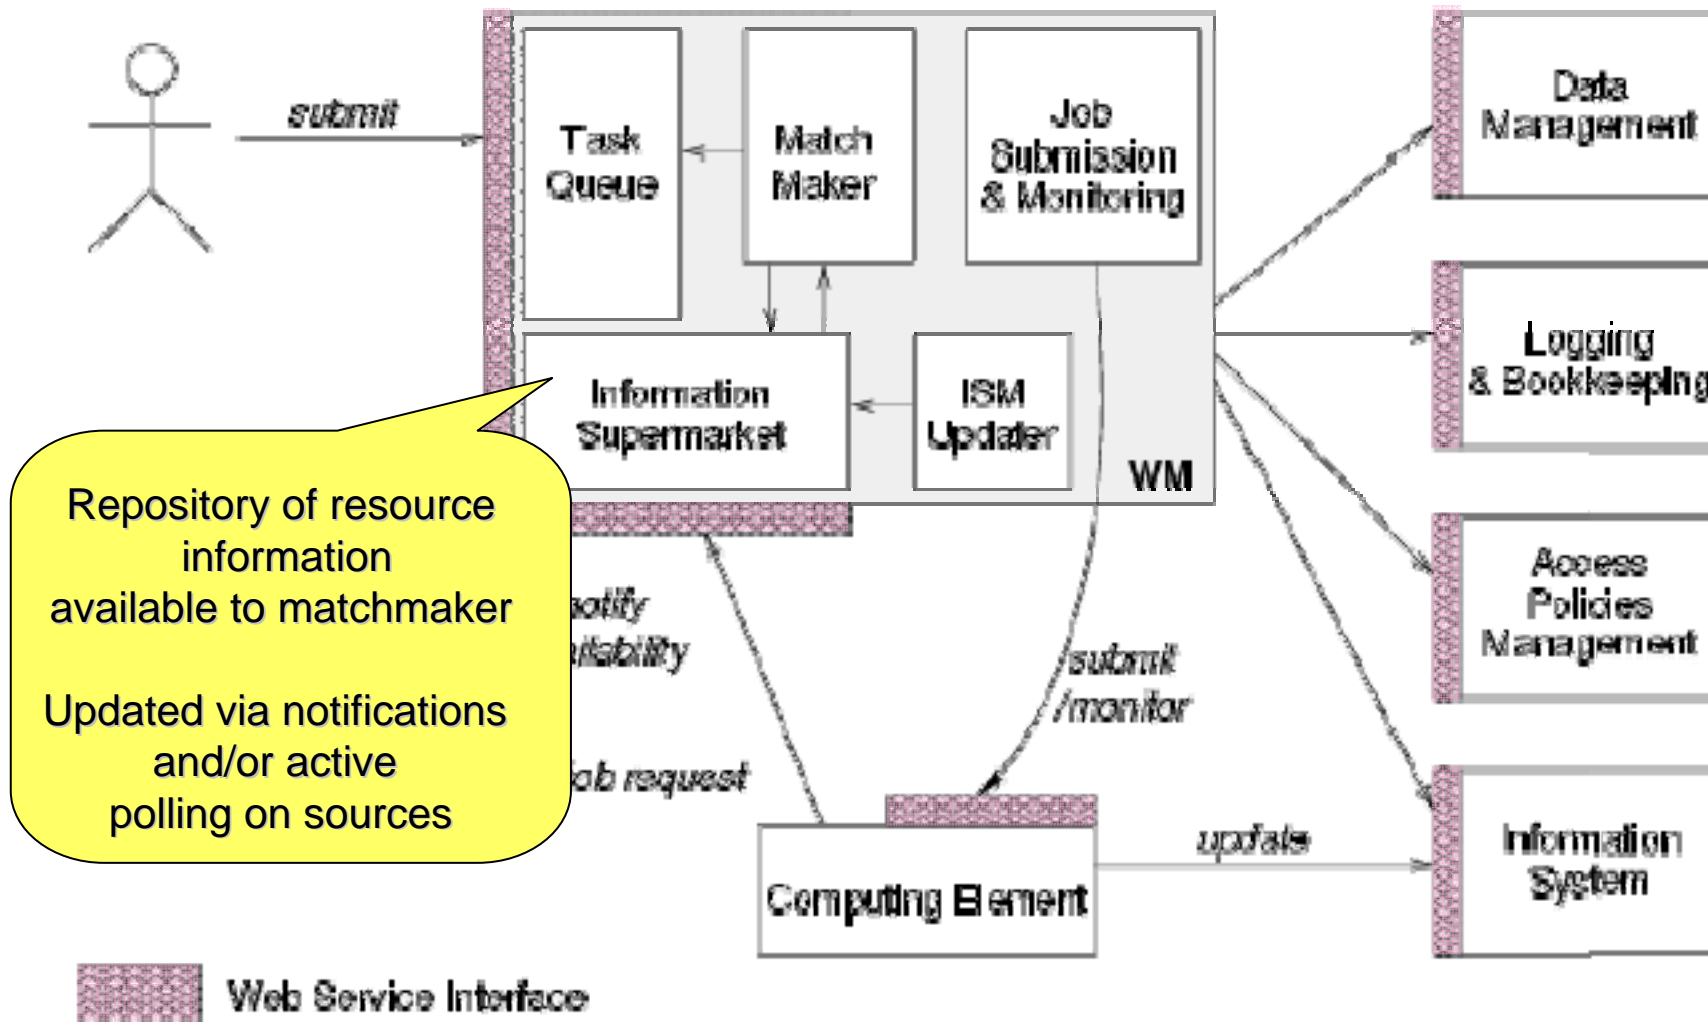 submit
Task
Queue
Match
Maker
Job
Submission
& Monitoring
Information
Supermarket
ISM
Updater
WM
Data
Management
Logging
& Bookkeeping
Access
Policies
Management
Information
System
Repository of resource
information
available to matchmaker
Updated via notifications
and/or active
polling on sources
request
submit
/monitor
update
Computing Element
Web Service Interface